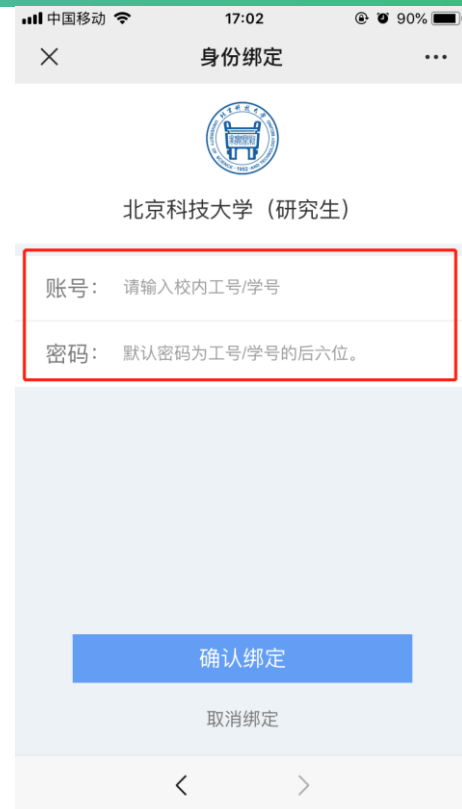 中国移动 17:02 90%
身份绑定
北京科技大学（研究生）
账号： 请输入校内工号/学号
密码： 默认密码为工号/学号的后六位。
确认绑定
取消绑定